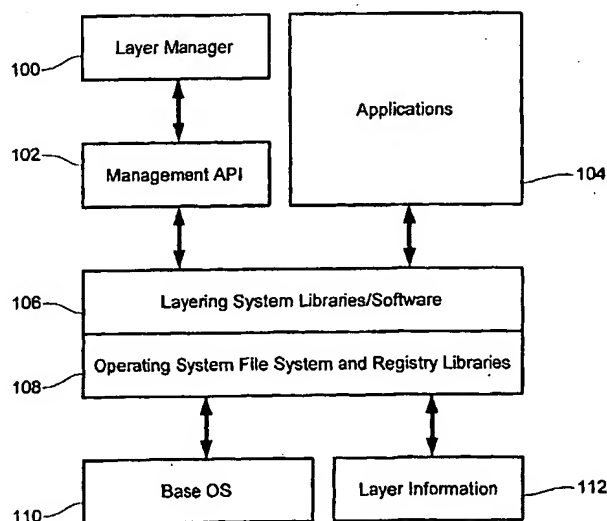 100
Layer Manager
Applications
102
Management API
104
106
Layering System Libraries/Software
108
Operating System File System and Registry Libraries
110
Base OS
Layer Information
112